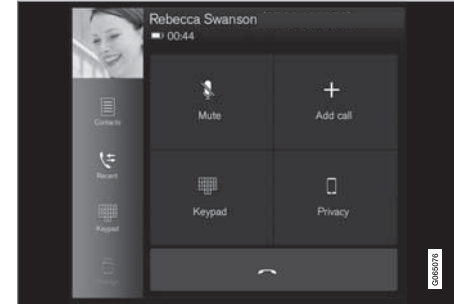 Rebecca Swanson
00:44
Mute
Add call
Contacts
Recent
Keypad
Keypad
Privacy
G065076